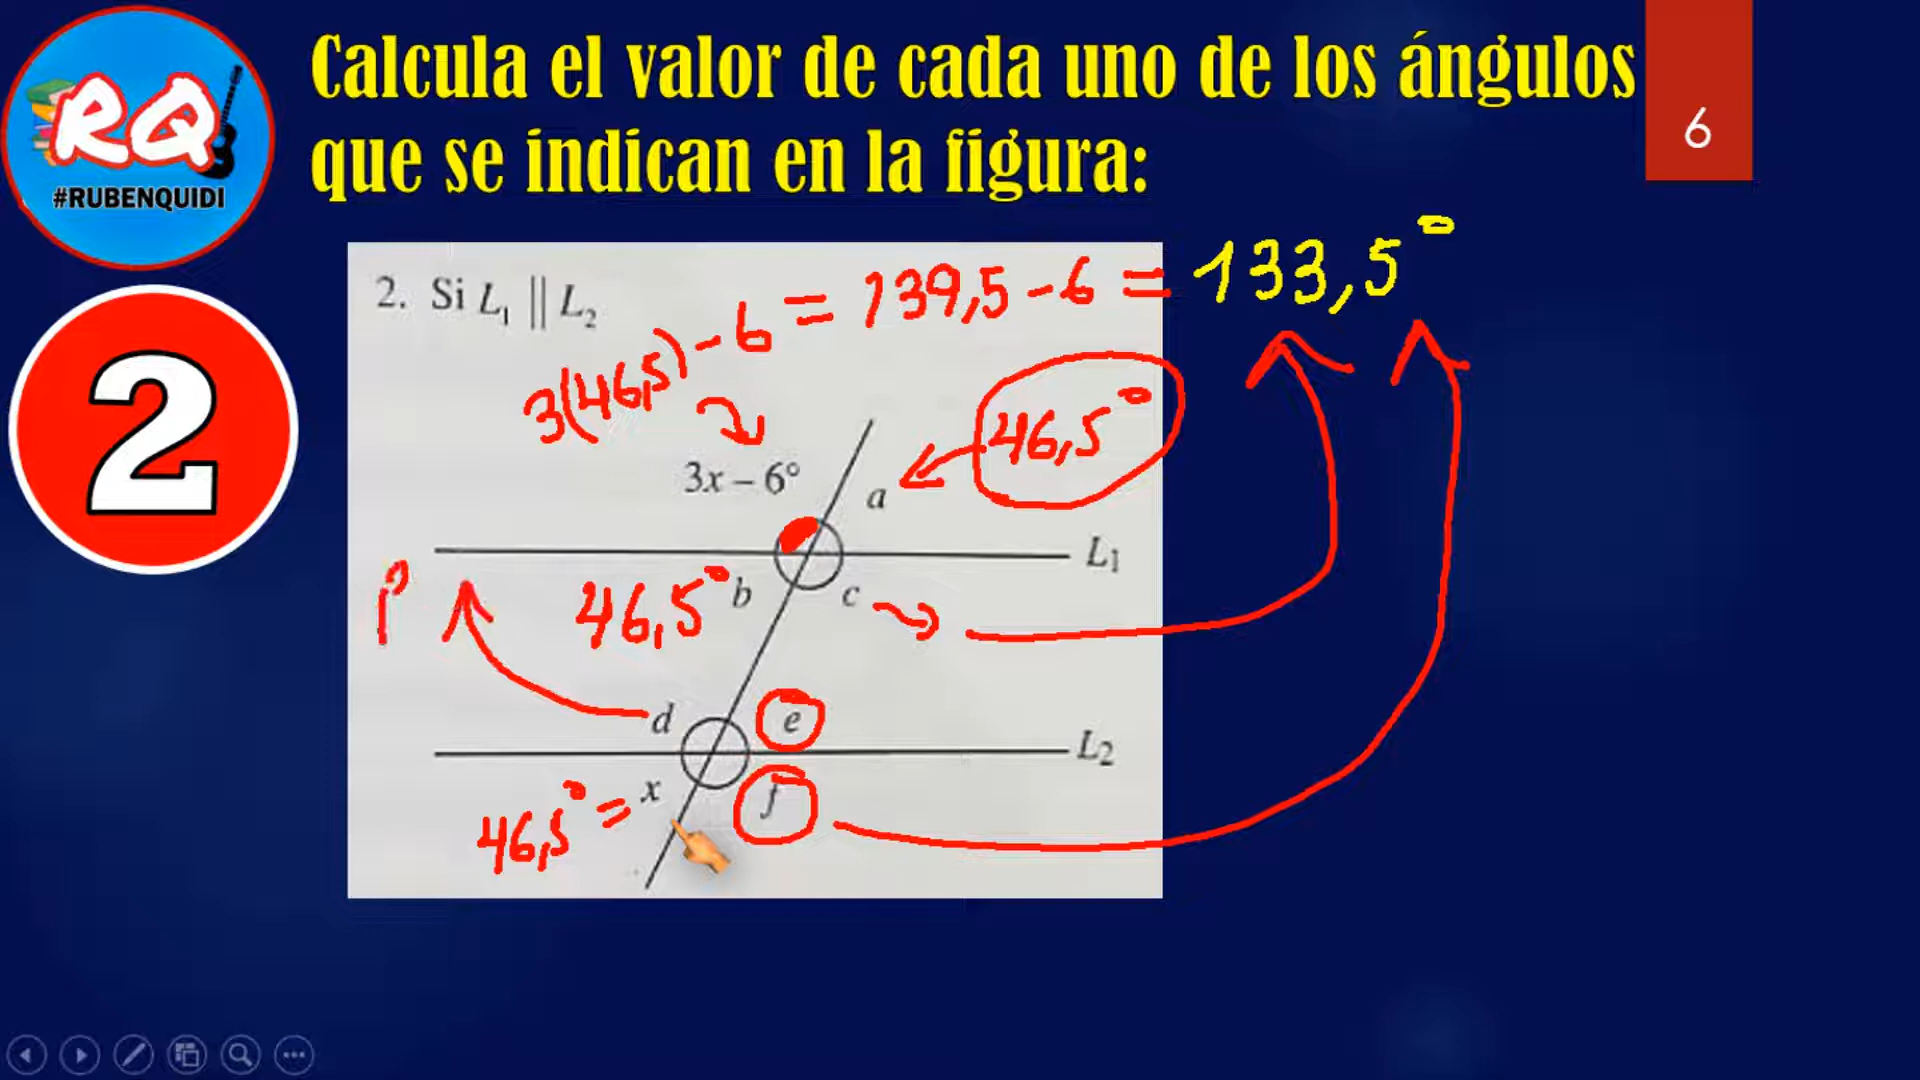 RQ
#RUBENQUIDI
Calcula el valor de cada uno de los ángulos
que se indican en la figura:
6
2
2. Si L₁ || L₂
3(46,5) - 6 = 139,5 - 6 = 133,5°
46,5°
3x – 6°
a
L₁
46,5° b
c
d
e
L₂
46,5° = x
f